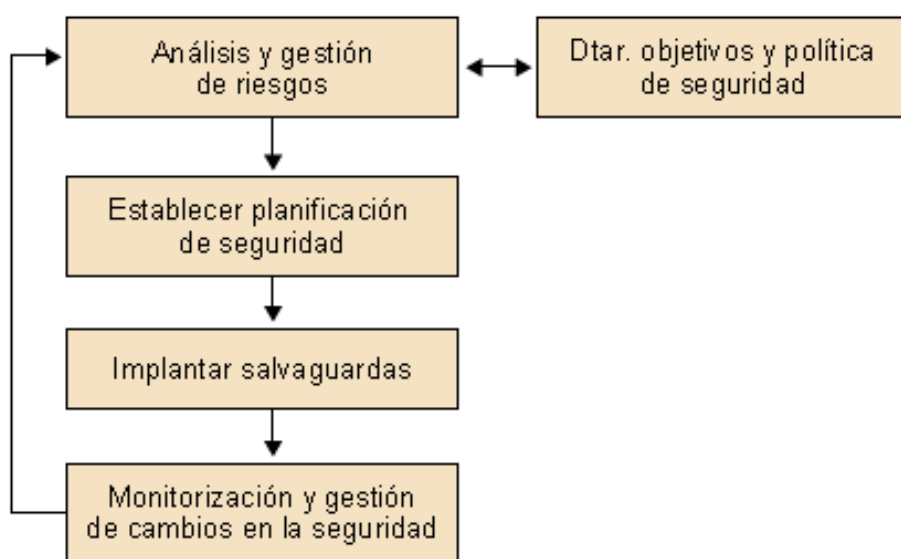 Análisis y gestión
de riesgos
Dtar. objetivos y política
de seguridad
Establecer planificación
de seguridad
Implantar salvaguardas
Monitorización y gestión
de cambios en la seguridad